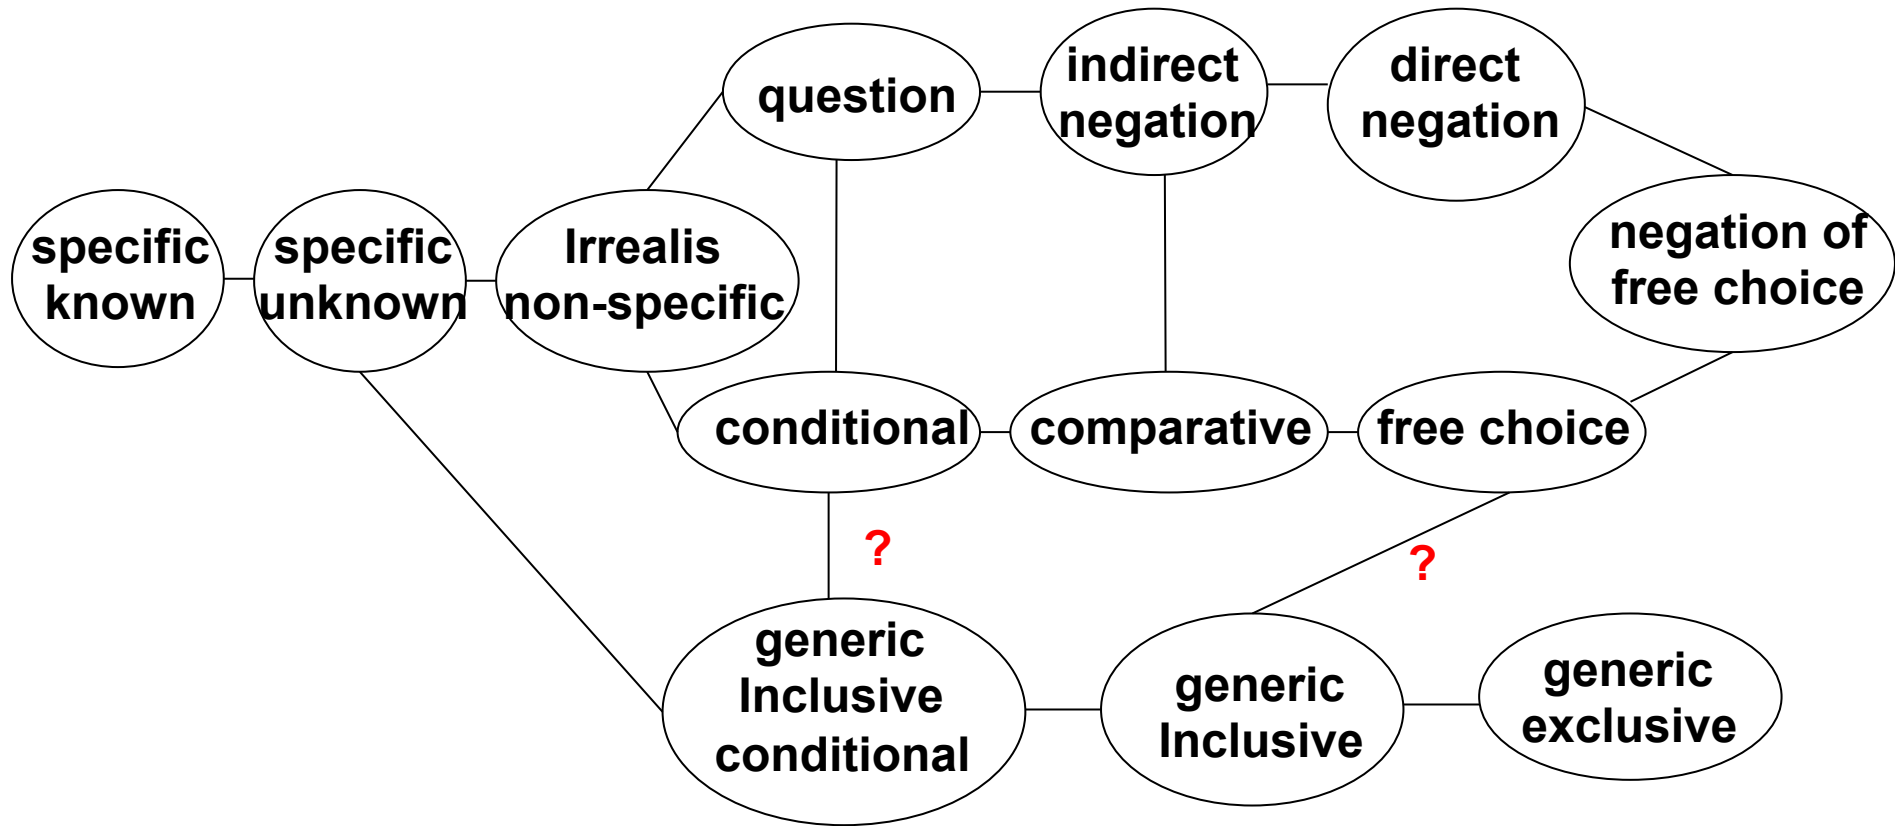 question
indirect
negation
direct
negation
specific
known
specific
unknown
Irrealis
non-specific
negation of
free choice
conditional
comparative
free choice
?
?
generic
Inclusive
conditional
generic
Inclusive
generic
exclusive